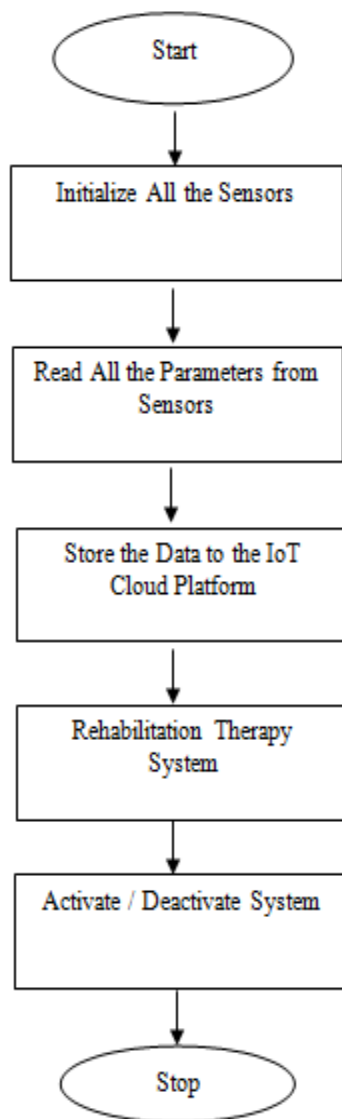 Start
Initialize All the Sensors
Read All the Parameters from
Sensors
Store the Data to the IoT
Cloud Platform
Rehabilitation Therapy
System
Activate / Deactivate System
Stop